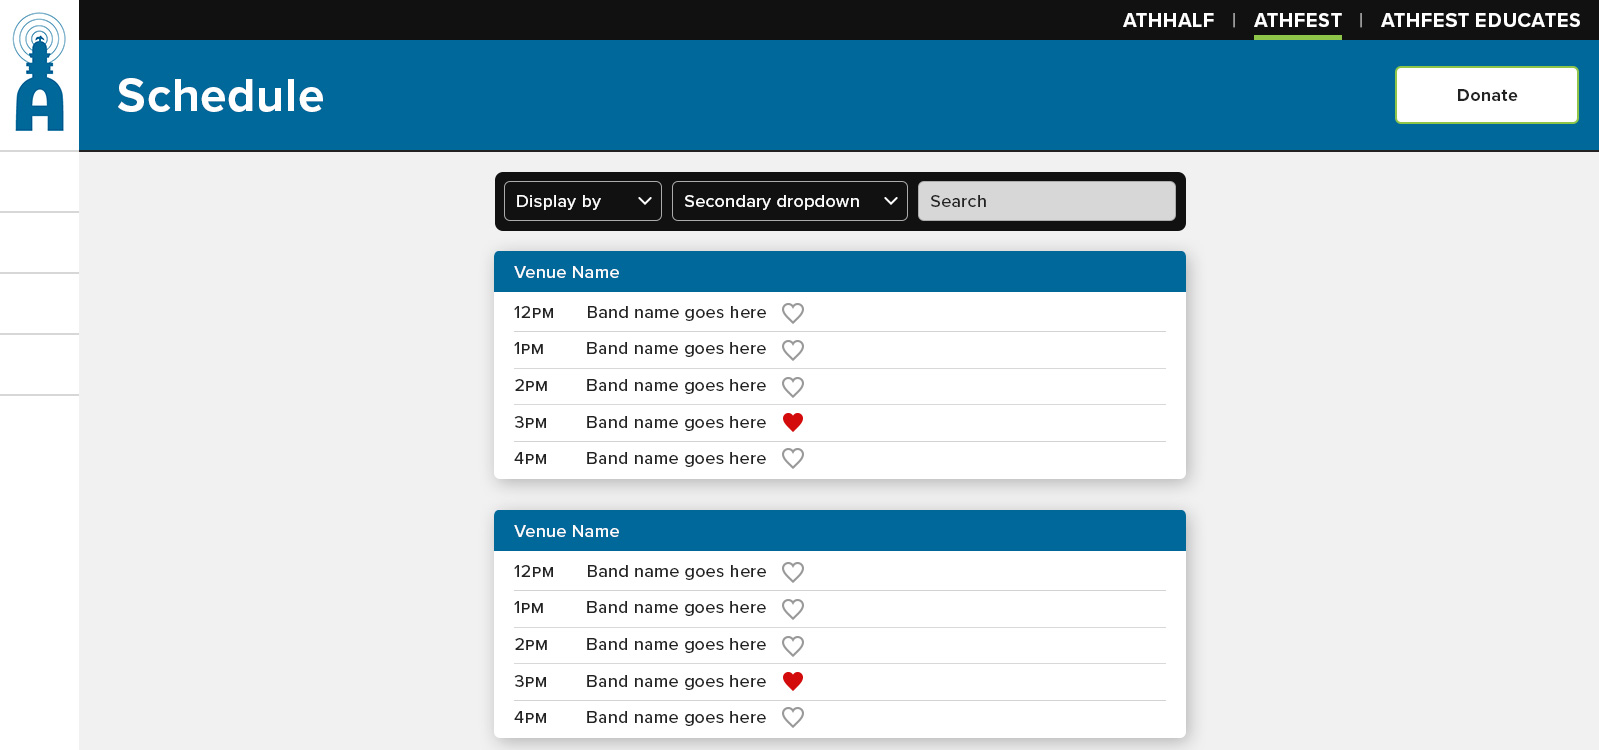 ATHHALF | ATHFEST | ATHFEST EDUCATES
Schedule
Donate
Display by
Secondary dropdown
Search
Venue Name
12PM Band name goes here
1PM Band name goes here
2PM Band name goes here
3PM Band name goes here
4PM Band name goes here
Venue Name
12PM Band name goes here
1PM Band name goes here
2PM Band name goes here
3PM Band name goes here
4PM Band name goes here